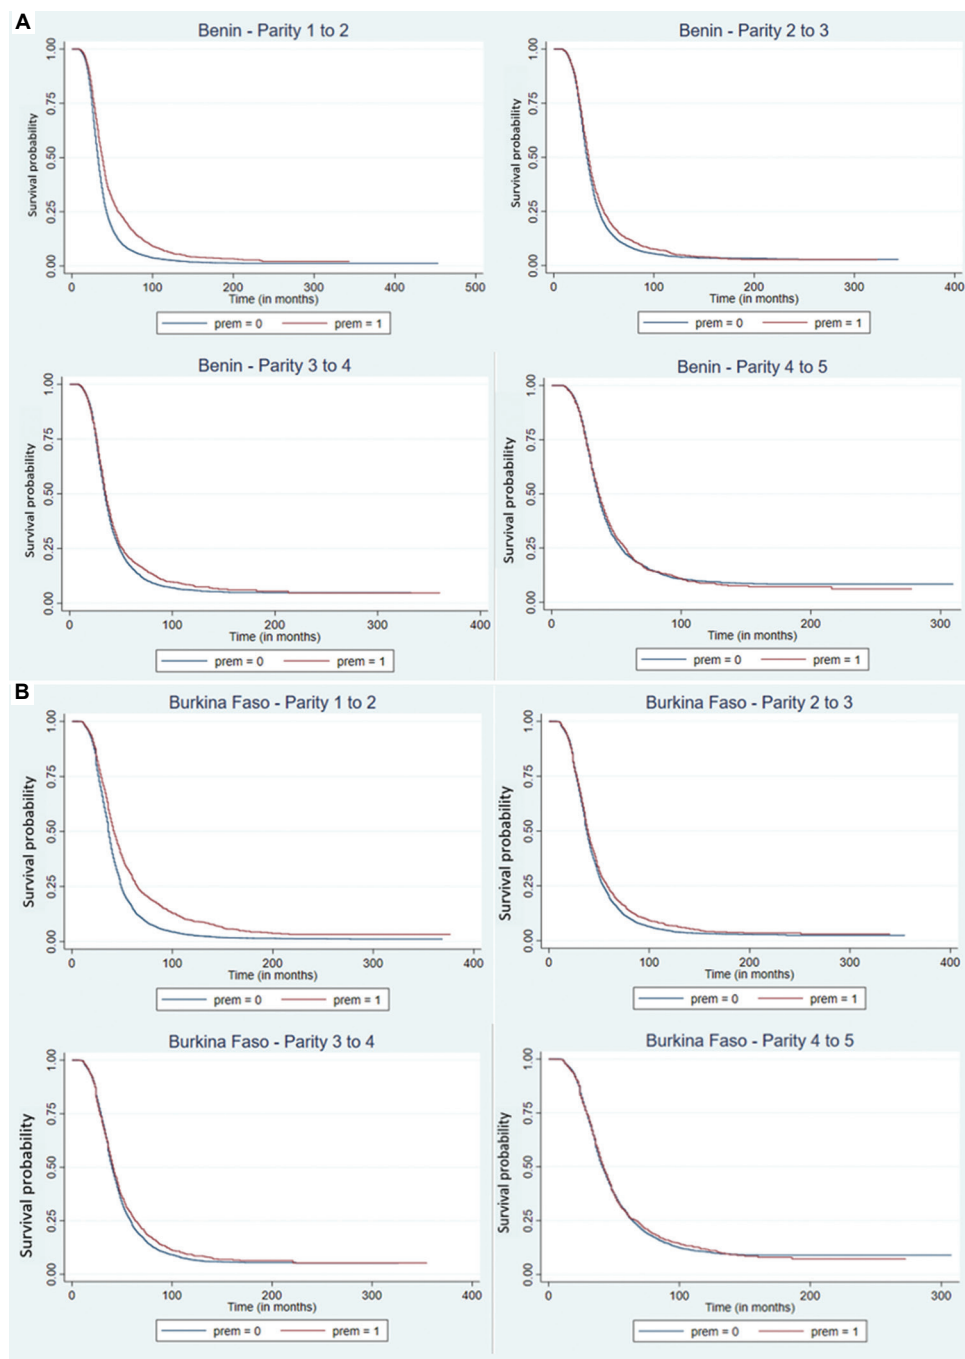 A
Benin - Parity 1 to 2
Survival probability
1.00
0.75
0.50
0.25
0.00
0 100 200 300 400 500
Time (in months)
prem = 0 prem = 1
Benin - Parity 2 to 3
Survival probability
1.00
0.75
0.50
0.25
0.00
0 100 200 300 400
Time (in months)
prem = 0 prem = 1
Benin - Parity 3 to 4
Survival probability
1.00
0.75
0.50
0.25
0.00
0 100 200 300 400
Time (in months)
prem = 0 prem = 1
Benin - Parity 4 to 5
Survival probability
1.00
0.75
0.50
0.25
0.00
0 100 200 300
Time (in months)
prem = 0 prem = 1
B
Burkina Faso - Parity 1 to 2
Survival probability
1.00
0.75
0.50
0.25
0.00
0 100 200 300 400
Time (in months)
prem = 0 prem = 1
Burkina Faso - Parity 2 to 3
Survival probability
1.00
0.75
0.50
0.25
0.00
0 100 200 300 400
Time (in months)
prem = 0 prem = 1
Burkina Faso - Parity 3 to 4
Survival probability
1.00
0.75
0.50
0.25
0.00
0 100 200 300 400
Time (in months)
prem = 0 prem = 1
Burkina Faso - Parity 4 to 5
Survival probability
1.00
0.75
0.50
0.25
0.00
0 100 200 300
Time (in months)
prem = 0 prem = 1